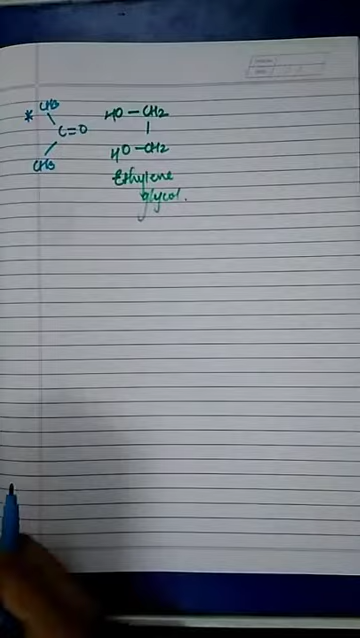 * CH3
C=O
CH3
HO-CH2
|
HO-CH2
Ethylene
glycol.